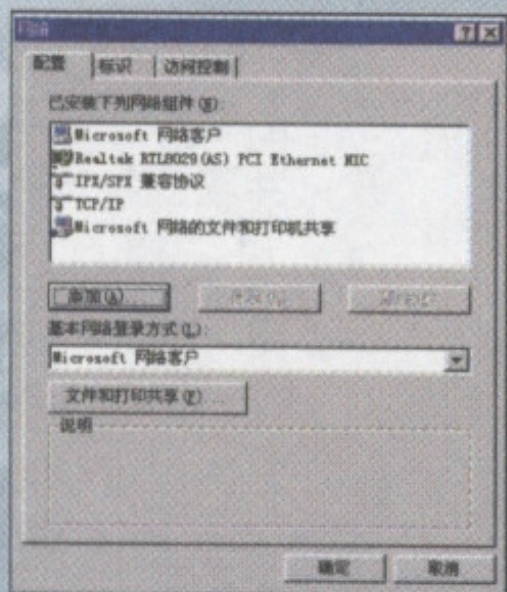 网络
配置 标识 访问控制
已安装下列网络组件(N):
Microsoft 网络客户
Realtek RTL8029(AS) PCI Ethernet NIC
IPX/SPX 兼容协议
TCP/IP
Microsoft 网络的文件和打印机共享
添加(A)...
基本网络登录方式(L):
Microsoft 网络客户
文件和打印共享(F)...
说明
确定 取消